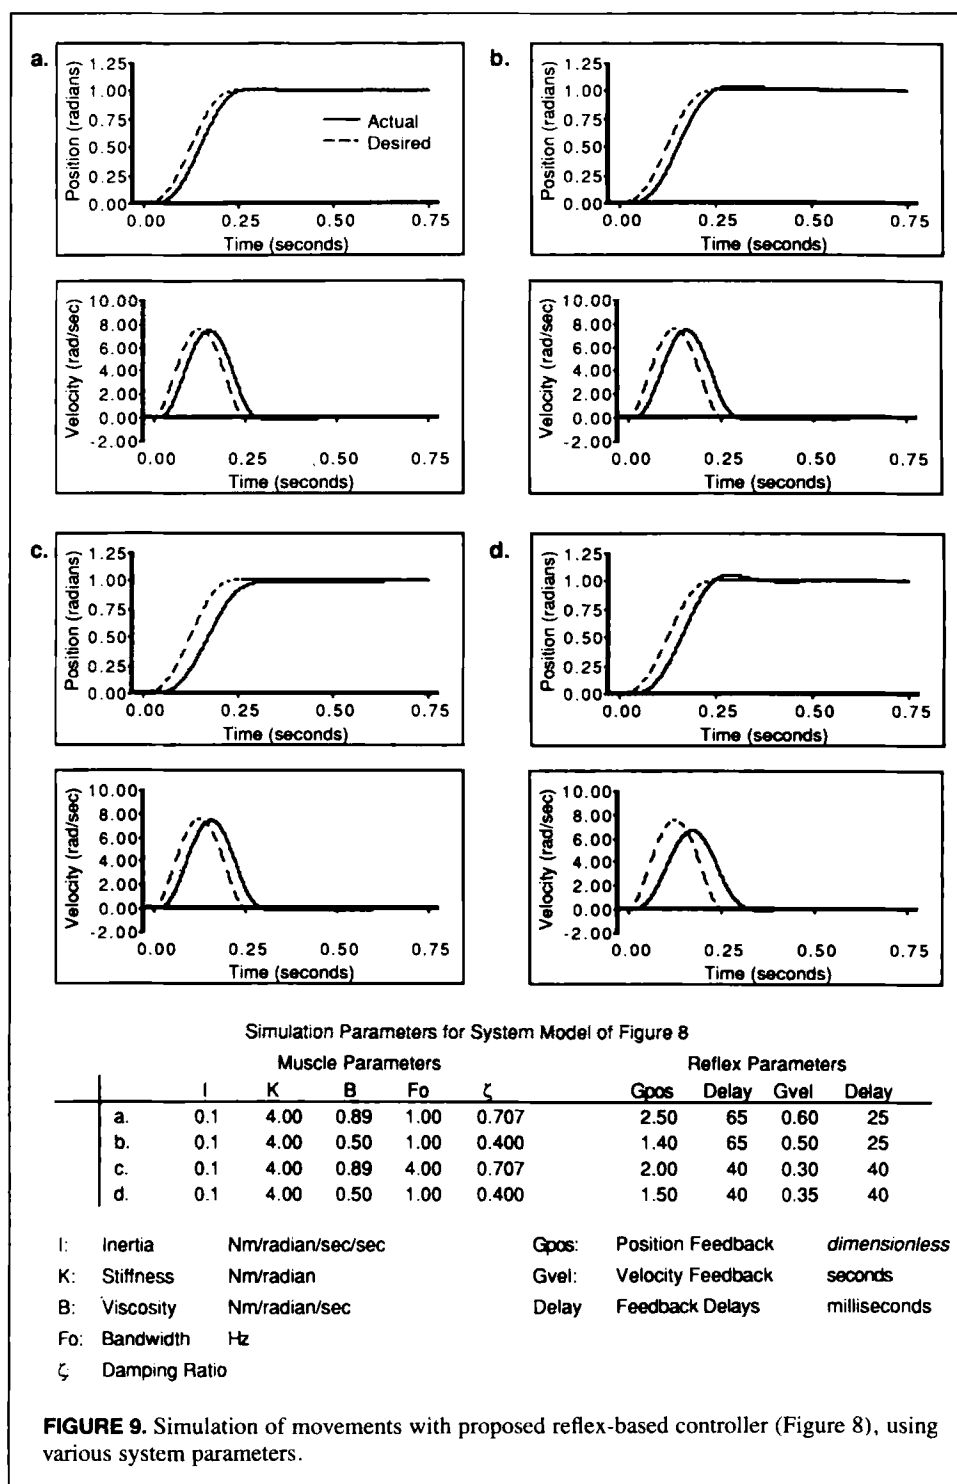 a.
Position (radians)
1.25
1.00
0.75
0.50
0.25
0.00
Actual
Desired
0.00 0.25 0.50 0.75
Time (seconds)
Velocity (rad/sec)
10.00
8.00
6.00
4.00
2.00
0.00
-2.00
0.00 0.25 0.50 0.75
Time (seconds)
b.
Position (radians)
1.25
1.00
0.75
0.50
0.25
0.00
0.00 0.25 0.50 0.75
Time (seconds)
Velocity (rad/sec)
10.00
8.00
6.00
4.00
2.00
0.00
-2.00
0.00 0.25 0.50 0.75
Time (seconds)
c.
Position (radians)
1.25
1.00
0.75
0.50
0.25
0.00
0.00 0.25 0.50 0.75
Time (seconds)
Velocity (rad/sec)
10.00
8.00
6.00
4.00
2.00
0.00
-2.00
0.00 0.25 0.50 0.75
Time (seconds)
d.
Position (radians)
1.25
1.00
0.75
0.50
0.25
0.00
0.00 0.25 0.50 0.75
Time (seconds)
Velocity (rad/sec)
10.00
8.00
6.00
4.00
2.00
0.00
-2.00
0.00 0.25 0.50 0.75
Time (seconds)
Simulation Parameters for System Model of Figure 8
Muscle Parameters Reflex Parameters
I K B Fo ζ Gpos Delay Gvel Delay
a. 0.1 4.00 0.89 1.00 0.707 2.50 65 0.60 25
b. 0.1 4.00 0.50 1.00 0.400 1.40 65 0.50 25
c. 0.1 4.00 0.89 4.00 0.707 2.00 40 0.30 40
d. 0.1 4.00 0.50 1.00 0.400 1.50 40 0.35 40
I: Inertia Nm/radian/sec/sec Gpos: Position Feedback dimensionless
K: Stiffness Nm/radian Gvel: Velocity Feedback seconds
B: Viscosity Nm/radian/sec Delay Feedback Delays milliseconds
Fo: Bandwidth Hz
ζ: Damping Ratio
FIGURE 9. Simulation of movements with proposed reflex-based controller (Figure 8), using
various system parameters.